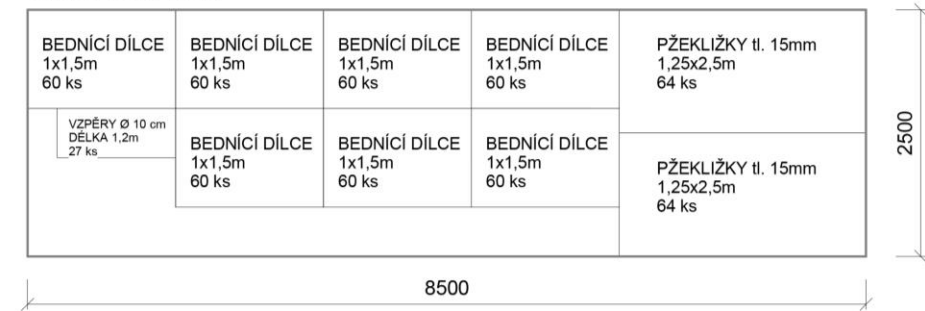 BEDNÍCÍ DÍLCE
1x1,5m
60 ks
BEDNÍCÍ DÍLCE
1x1,5m
60 ks
BEDNÍCÍ DÍLCE
1x1,5m
60 ks
BEDNÍCÍ DÍLCE
1x1,5m
60 ks
PŽEKLIŽKY tl. 15mm
1,25x2,5m
64 ks
VZPĚRY Ø 10 cm
DÉLKA 1,2m
27 ks
BEDNÍCÍ DÍLCE
1x1,5m
60 ks
BEDNÍCÍ DÍLCE
1x1,5m
60 ks
BEDNÍCÍ DÍLCE
1x1,5m
60 ks
PŽEKLIŽKY tl. 15mm
1,25x2,5m
64 ks
2500
8500